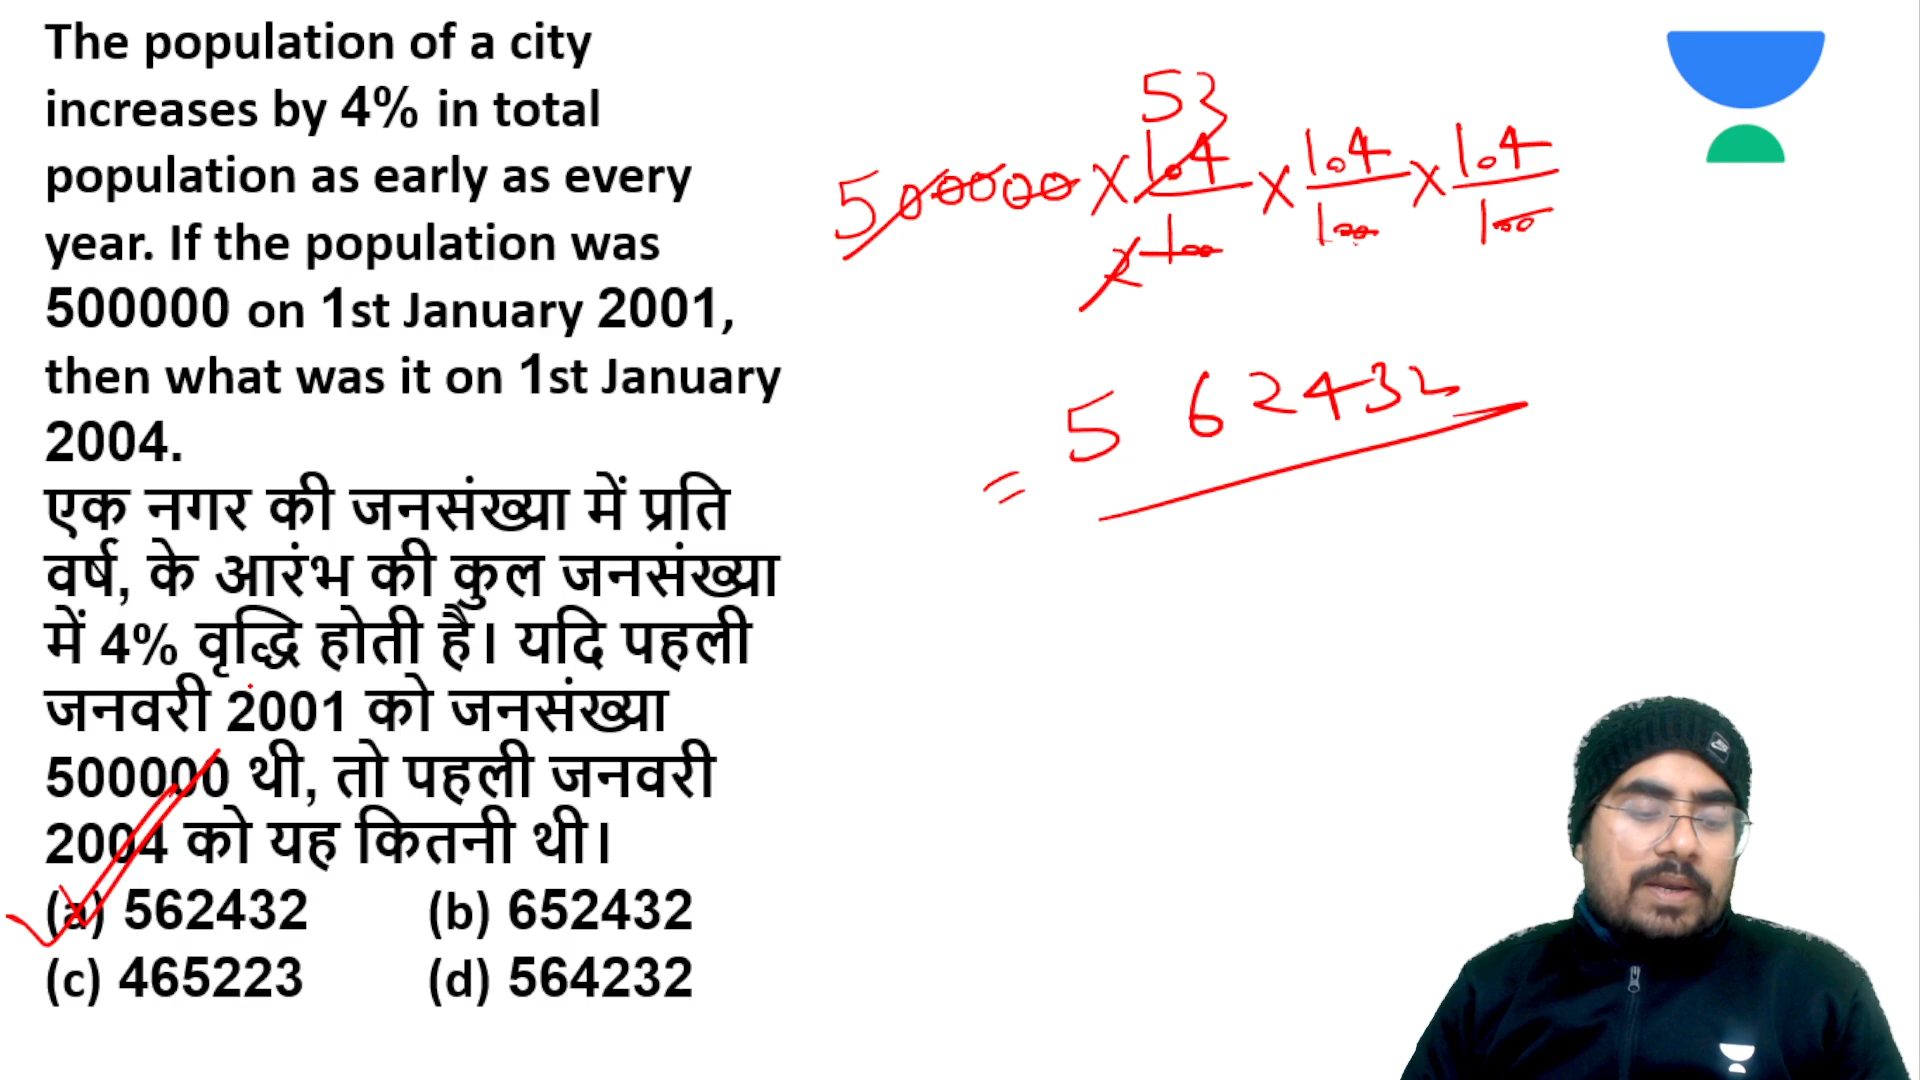 The population of a city
increases by 4% in total
population as early as every
year. If the population was
500000 on 1st January 2001,
then what was it on 1st January
2004.
एक नगर की जनसंख्या में प्रति
वर्ष, के आरंभ की कुल जनसंख्या
में 4% वृद्धि होती है। यदि पहली
जनवरी 2001 को जनसंख्या
500000 थी, तो पहली जनवरी
2004 को यह कितनी थी।
(a) 562432 (b) 652432
(c) 465223 (d) 564232
53
500000 × 104 × 104 × 104
100 100 100
2
= 562432